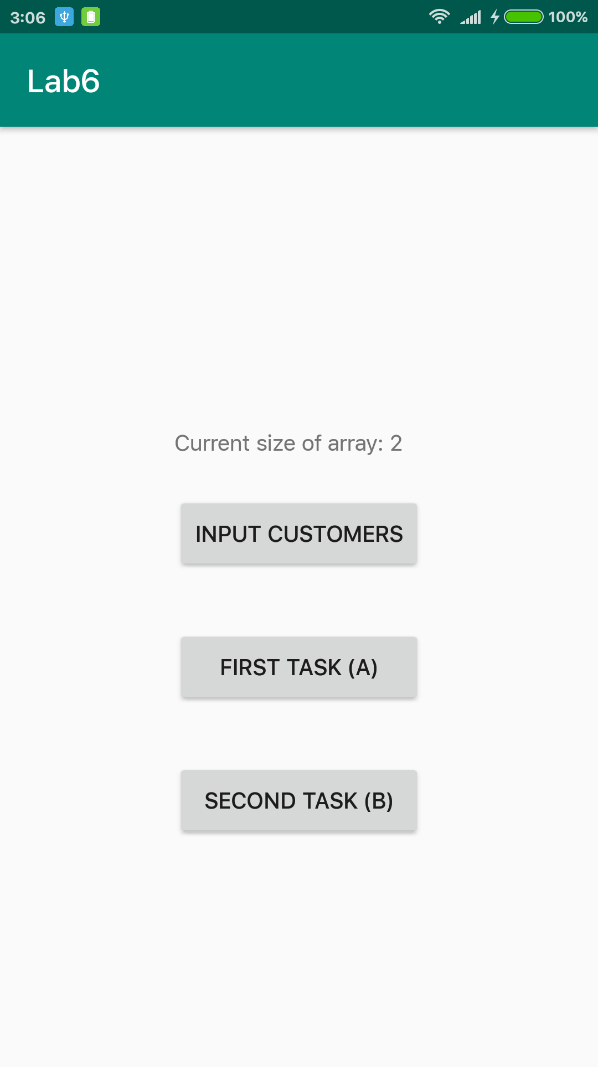 3:06 100%
Lab6
Current size of array: 2
INPUT CUSTOMERS
FIRST TASK (A)
SECOND TASK (B)